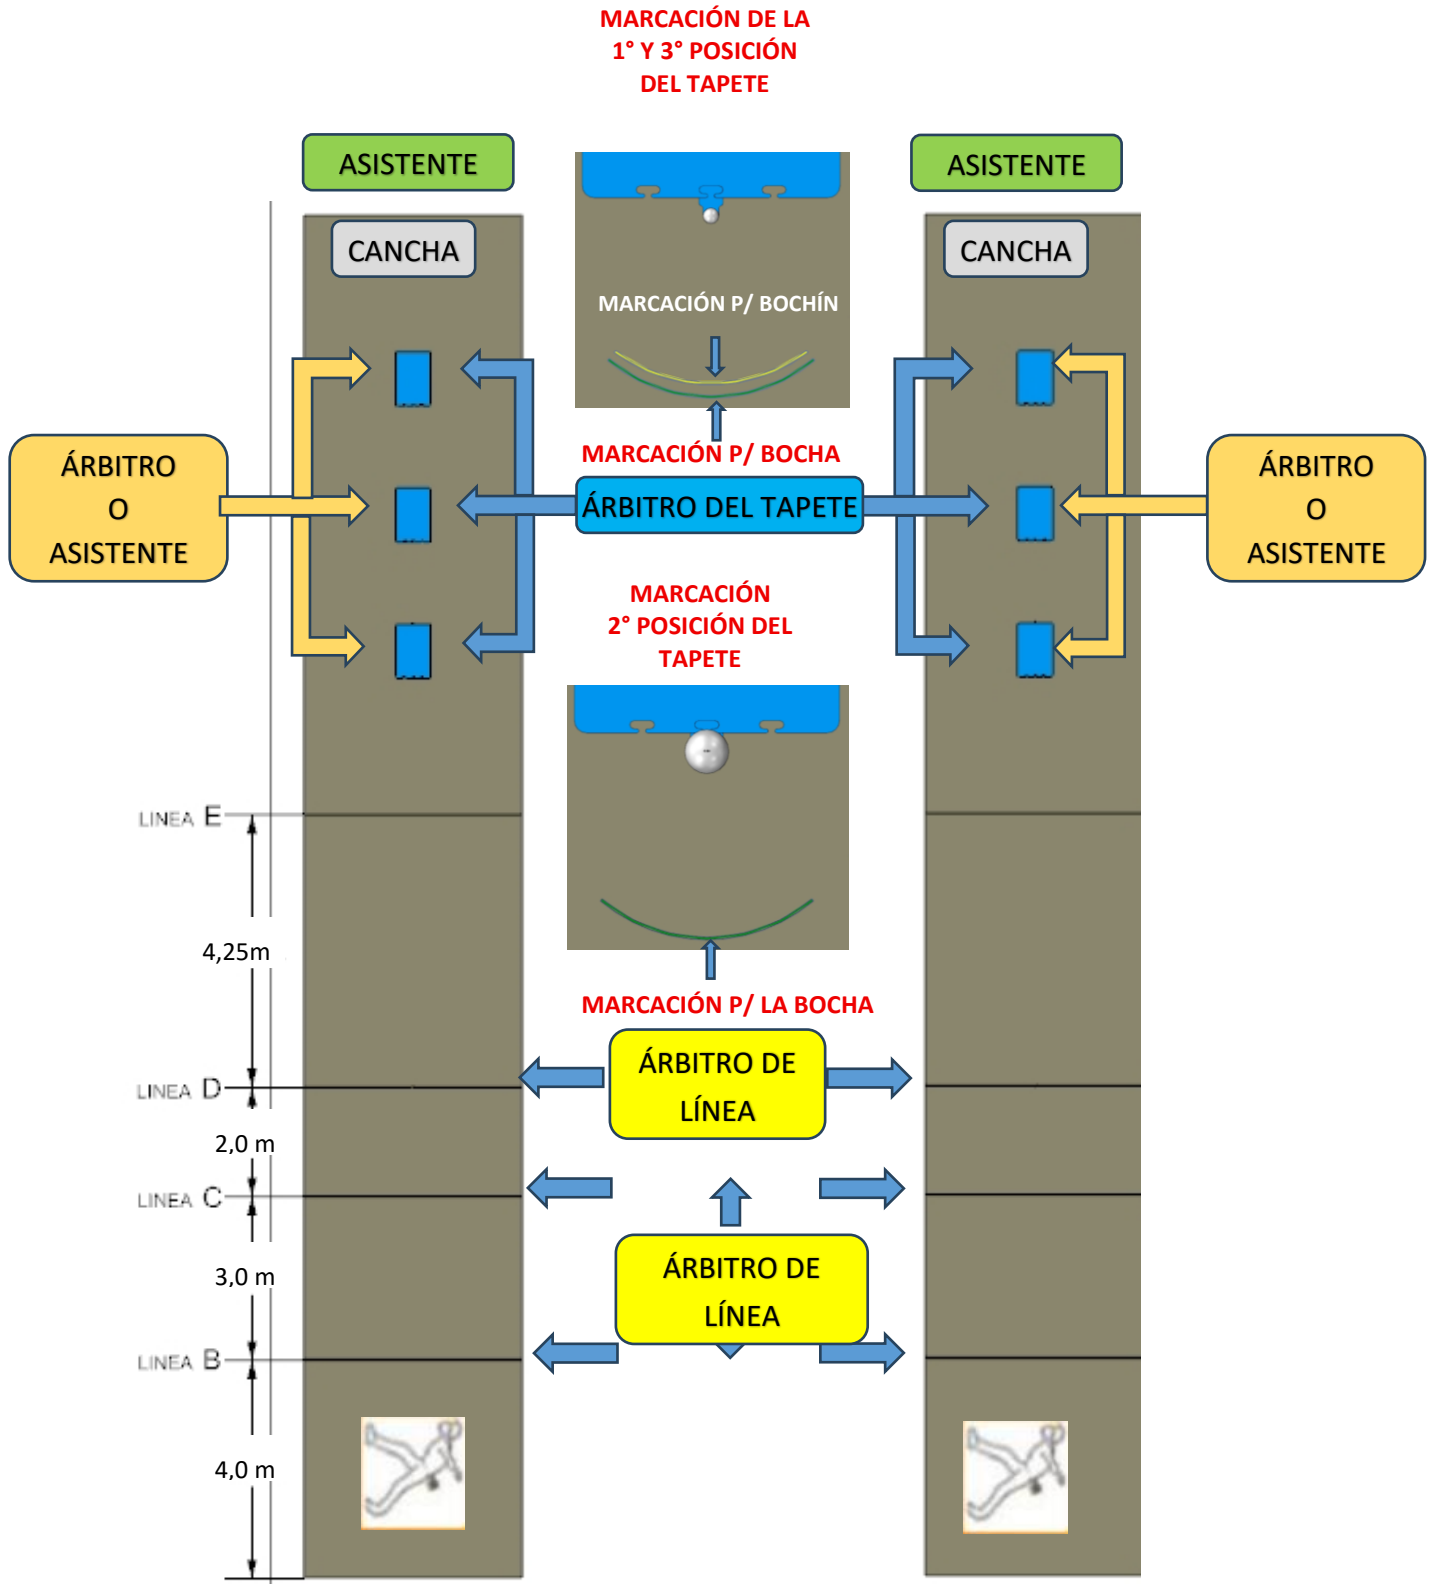 MARCACIÓN DE LA
1° Y 3° POSICIÓN
DEL TAPETE
ASISTENTE
ASISTENTE
CANCHA
CANCHA
MARCACIÓN P/ BOCHÍN
MARCACIÓN P/ BOCHA
ÁRBITRO
O
ASISTENTE
ÁRBITRO DEL TAPETE
ÁRBITRO
O
ASISTENTE
MARCACIÓN
2° POSICIÓN DEL
TAPETE
LINEA E
4,25m
MARCACIÓN P/ LA BOCHA
ÁRBITRO DE
LÍNEA
LINEA D
2,0 m
LINEA C
ÁRBITRO DE
LÍNEA
3,0 m
LINEA B
4,0 m